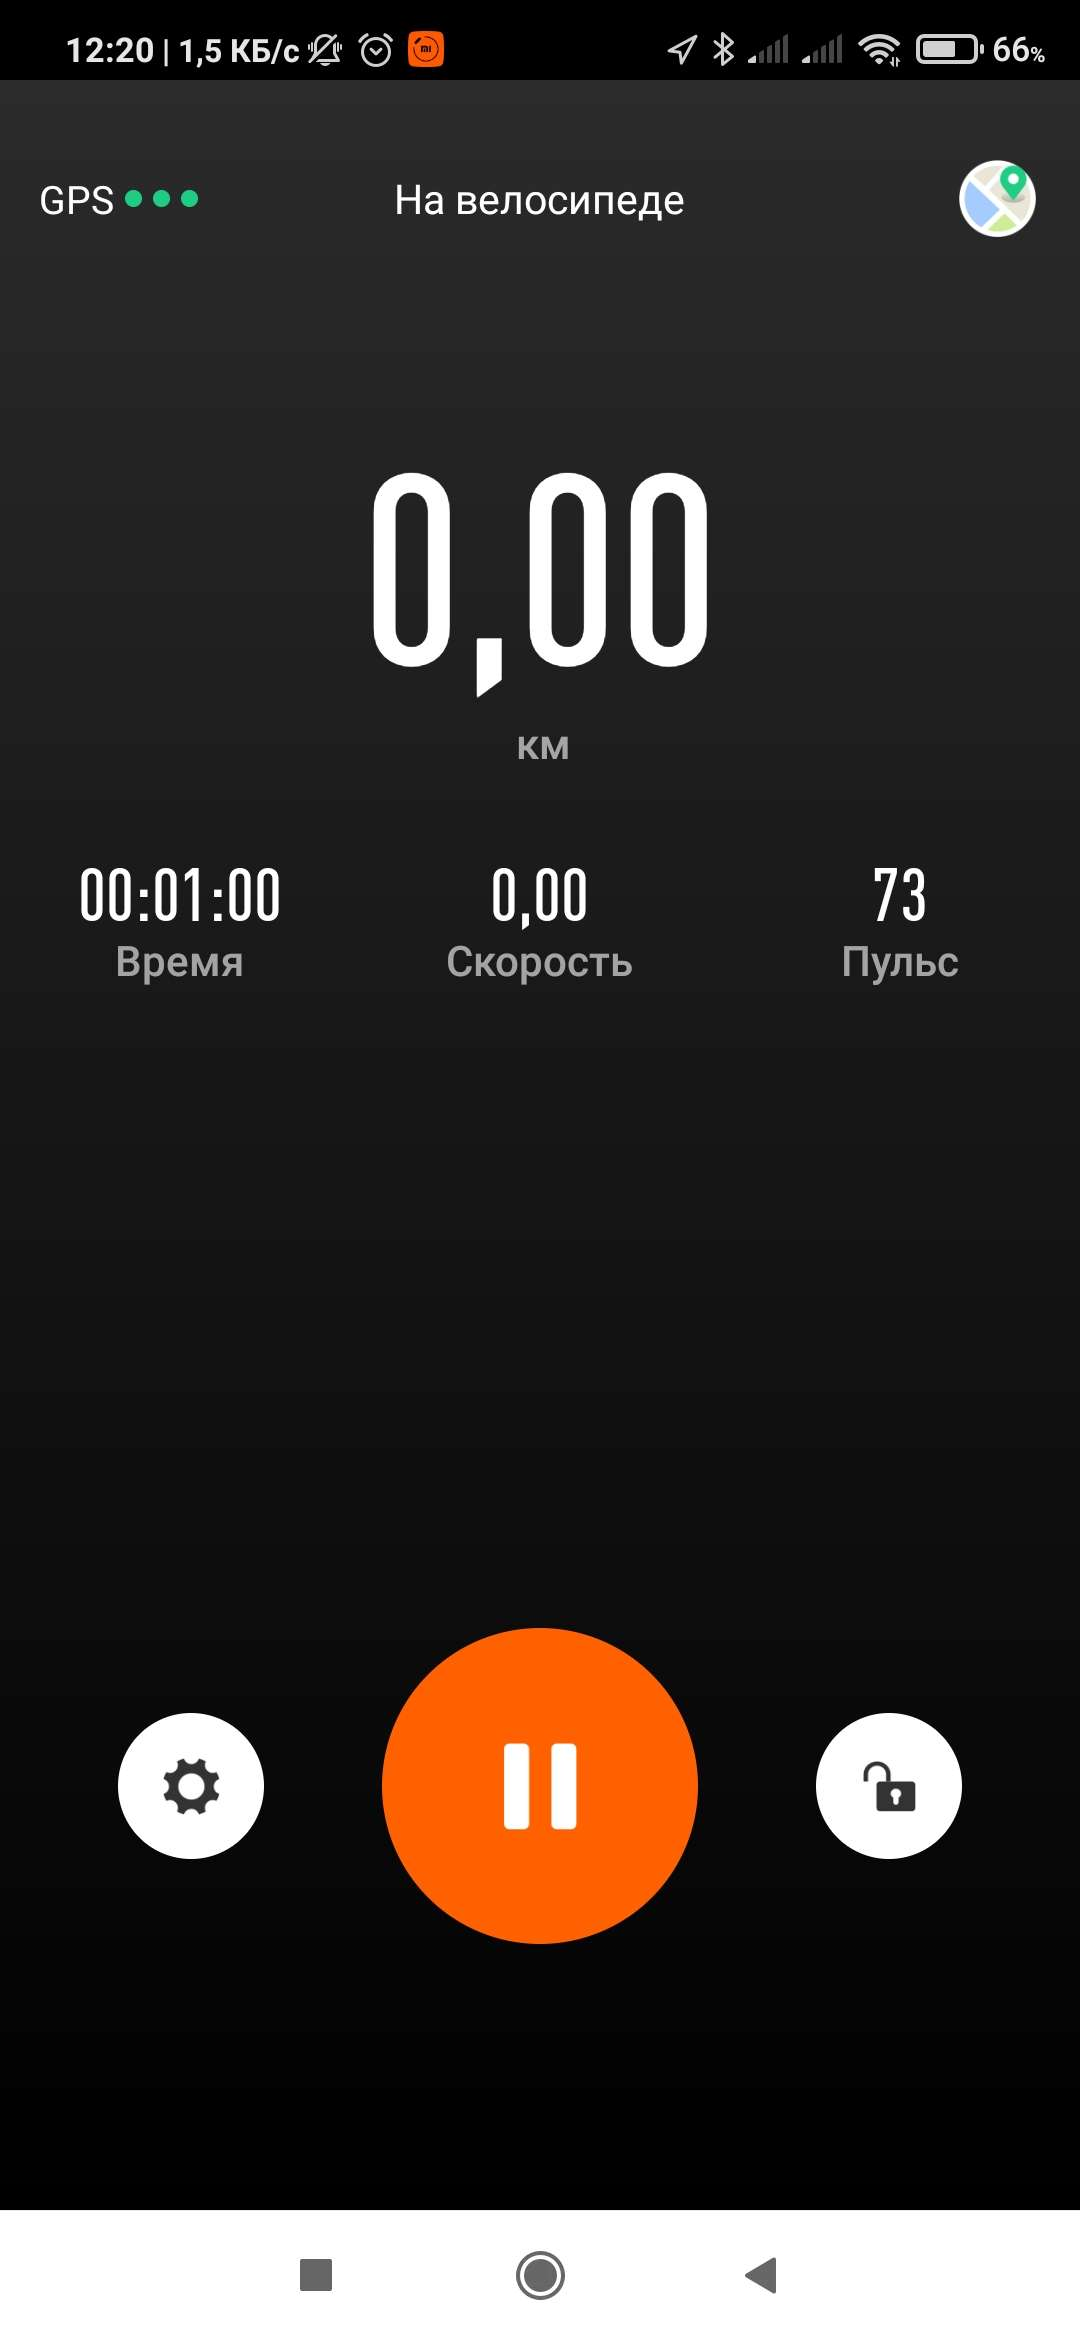 12:20 | 1,5 КБ/с 66%
GPS На велосипеде
0,00
км
00:01:00 0,00 73
Время Скорость Пульс